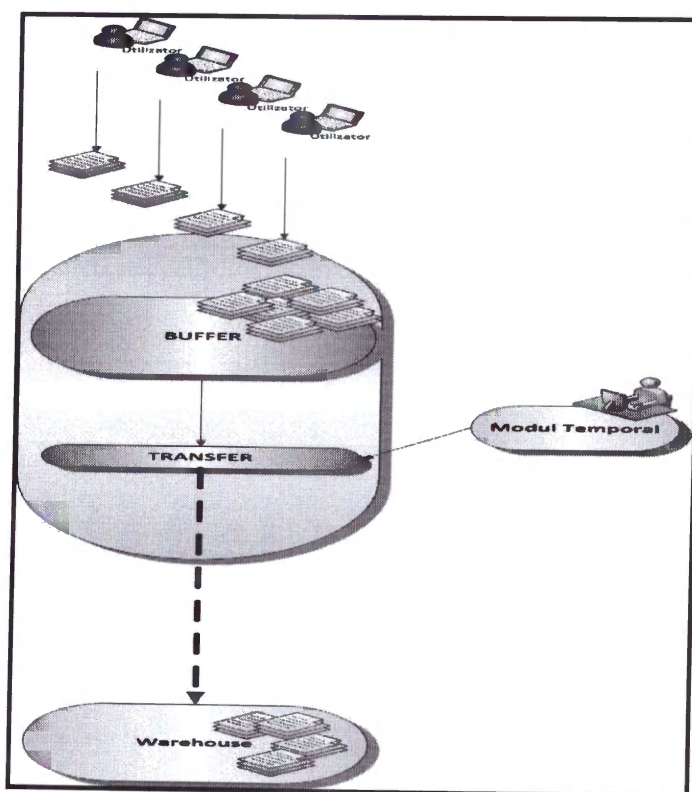 Utilizator
Utilizator
Utilizator
Utilizator
BUFFER
Modul Temporal
TRANSFER
Warehouse